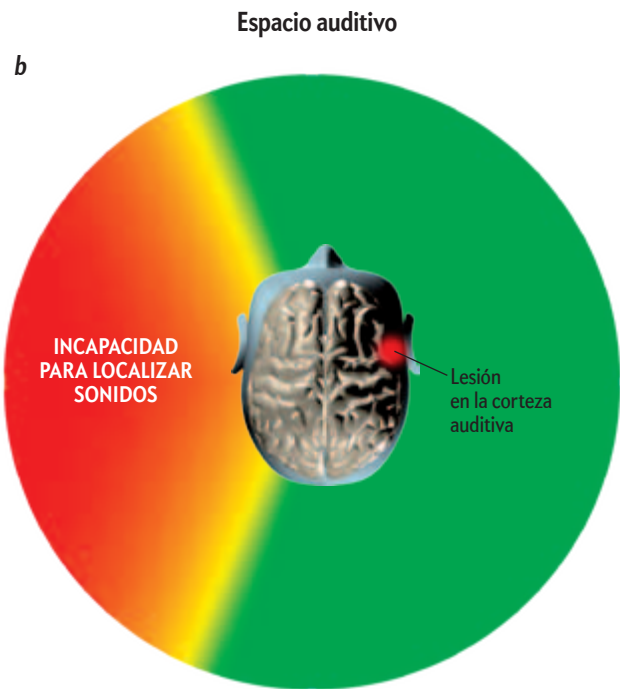 Espacio auditivo
b
INCAPACIDAD
PARA LOCALIZAR
SONIDOS
Lesión
en la corteza
auditiva